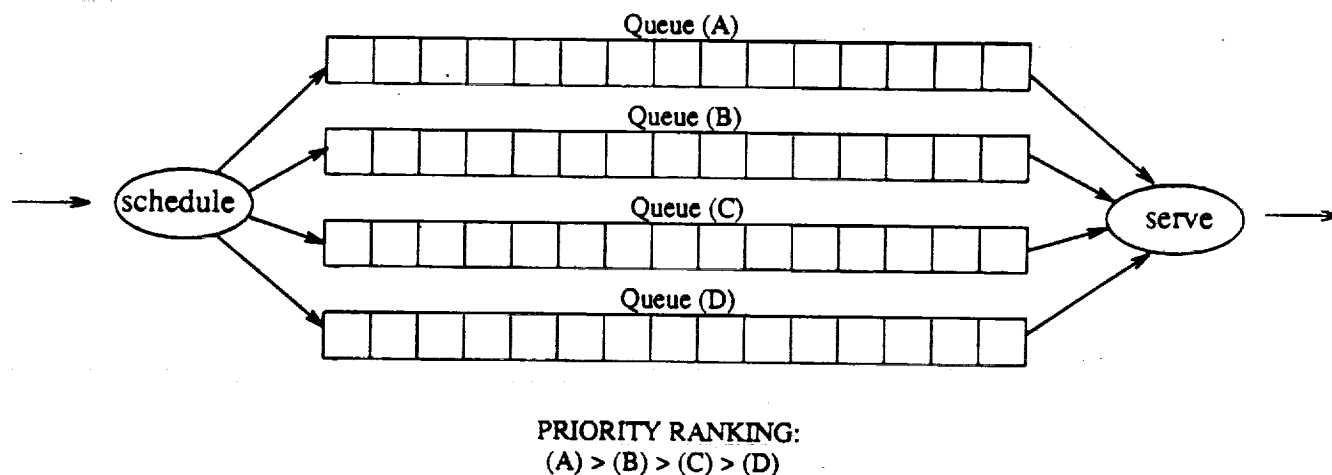 Queue (A)
Queue (B)
schedule
Queue (C)
serve
Queue (D)
PRIORITY RANKING:
(A) > (B) > (C) > (D)